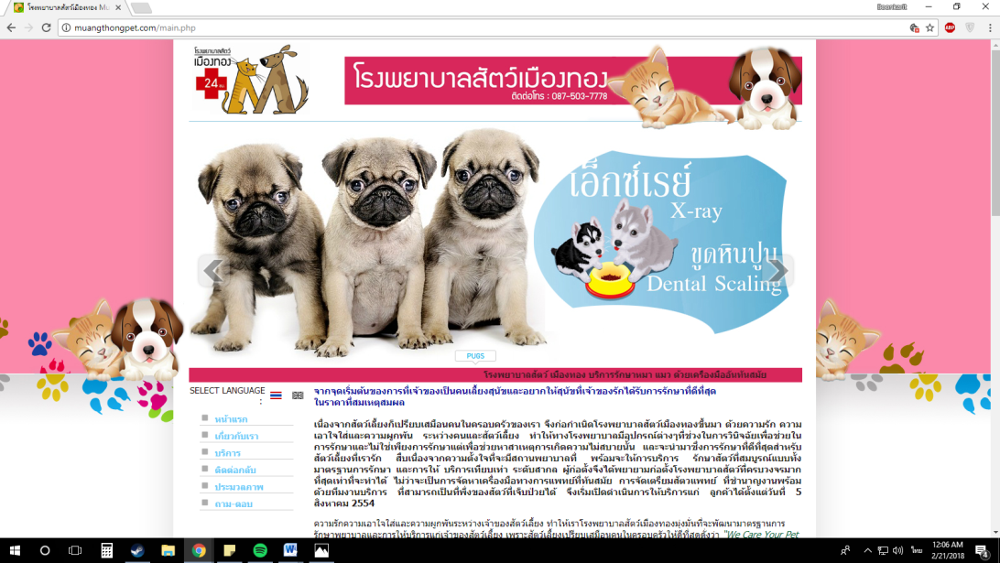 โรงพยาบาลสัตว์เมืองทอง Mu
Boonkarit
muangthongpet.com/main.php
ABP
โรงพยาบาลสัตว์
เมืองทอง
24 ชม
โรงพยาบาลสัตว์เมืองทอง
ติดต่อโทร : 087-503-7778
เอ็กซ์เรย์
X-ray
ขูดหินปูน
Dental Scaling
PUGS
โรงพยาบาลสัตว์ เมืองทอง บริการรักษาหมา แมว ด้วยเครื่องมืออันทันสมัย
SELECT LANGUAGE
:
หน้าแรก
เกี่ยวกับเรา
บริการ
ติดต่อกลับ
ประมวดภาพ
ถาม-ตอบ
จากจุดเริ่มต้นของการที่เจ้าของเป็นคนเลี้ยงสุนัขและอยากให้สุนัขที่เจ้าของรักได้รับการรักษาที่ดีที่สุด
ในราคาที่สมเหตุสมผล
เนื่องจากสัตว์เลี้ยงก็เปรียบเสมือนคนในครอบครัวของเรา จึงก่อกำเนิดโรงพยาบาลสัตว์เมืองทองขึ้นมา ด้วยความรัก ความ
เอาใจใส่และความผูกพัน ระหว่างคนและสัตว์เลี้ยง ทำให้ทางโรงพยาบาลมีอุปกรณ์ต่างๆที่ช่วงในการวินิจฉัยเพื่อช่วยใน
การรักษาและไม่ใช่เพียงการรักษาแต่เพื่อช่วยหาสาเหตุการเกิดความไม่สบายนั้น และจะนำมาซึ่งการรักษาที่ดีที่สุดสำหรับ
สัตว์เลี้ยงที่เรารัก สืบเนื่องจากความตั้งใจที่จะมีสถานพยาบาลที่ พร้อมจะให้การบริการ รักษาสัตว์ที่สมบูรณ์แบบทั้ง
มาตรฐานการรักษา และการให้ บริการเทียบเท่า ระดับสากล ผู้ก่อตั้งจึงได้พยายามก่อตั้งโรงพยาบาลสัตว์ที่ครบวงจรมาก
ที่สุดเท่าที่จะทำได้ ไม่ว่าจะเป็นการจัดหาเครื่องมือทางการแพทย์ที่ทันสมัย การจัดเตรียมสัตวแพทย์ ที่ชำนาญงานพร้อม
ด้วยทีมงานบริการ ที่สามารถเป็นที่พึ่งของสัตว์ที่เจ็บป่วยได้ จึงเริ่มเปิดดำเนินการให้บริการแก่ ลูกค้าได้ตั้งแต่วันที่ 5
สิงหาคม 2554
ความรักความเอาใจใส่และความผูกพันระหว่างเจ้าของสัตว์เลี้ยง ทำให้เราโรงพยาบาลสัตว์เมืองทองมุ่งมั่นที่จะพัฒนามาตรฐานการ
รักษาพยาบาลและการให้บริการแก่เจ้าของสัตว์เลี้ยง เพราะสัตว์เลี้ยงเปรียบเสมือนคนในครอบครัวให้ดีที่สุดดังว่า "We Care Your Pet
ไทย
12:06 AM
2/21/2018